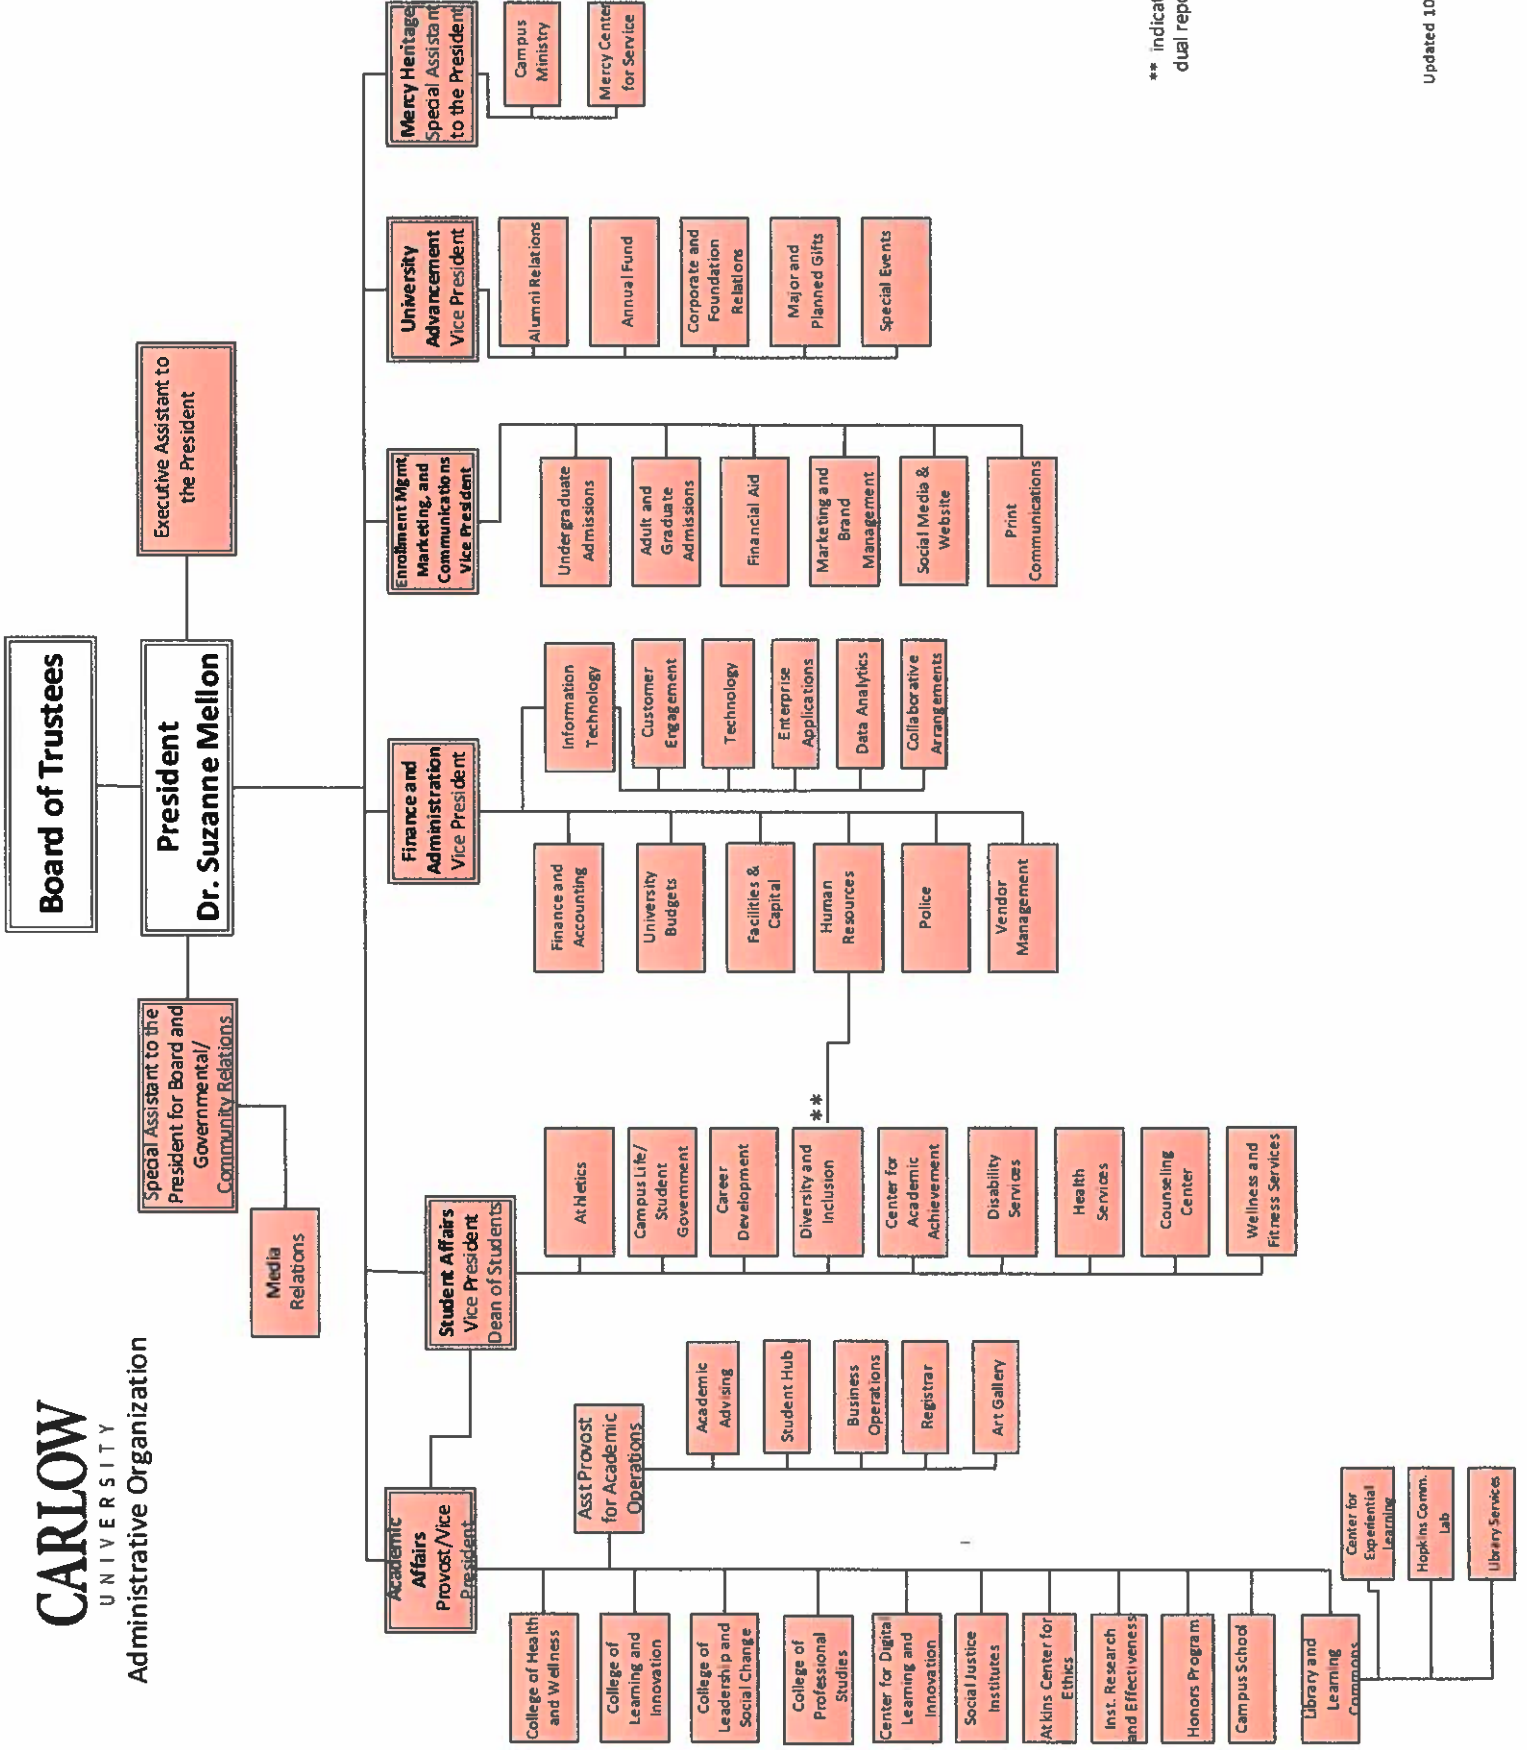 CARLOW
UNIVERSITY
Administrative Organization
Board of Trustees
President
Dr. Suzanne Mellon
Special Assistant to the
President for Board and
Governmental/
Community Relations
Executive Assistant to
the President
Media
Relations
Academic
Affairs
Provost/Vice
President
Student Affairs
Vice President
Dean of Students
Finance and
Administration
Vice President
Enrollment Mgmt,
Marketing, and
Communications
Vice President
University
Advancement
Vice President
Mercy Heritage
Special Assistant
to the President
College of Health
and Wellness
College of
Learning and
Innovation
College of
Leadership and
Social Change
College of
Professional
Studies
Center for Digital
Learning and
Innovation
Social Justice
Institutes
Atkins Center for
Ethics
Inst. Research
and Effectiveness
Honors Program
Campus School
Library and
Learning
Commons
Center for
Experiential
Learning
Hopkins Comm.
Lab
Library Services
Asst Provost
for Academic
Operations
Academic
Advising
Student Hub
Business
Operations
Registrar
Art Gallery
Athletics
Campus Life/
Student
Government
Career
Development
Diversity and
Inclusion
**
Center for
Academic
Achievement
Disability
Services
Health
Services
Counseling
Center
Wellness and
Fitness Services
Finance and
Accounting
University
Budgets
Facilities &
Capital
Human
Resources
Police
Vendor
Management
Information
Technology
Customer
Engagement
Technology
Enterprise
Applications
Data Analytics
Collaborative
Arrangements
Undergraduate
Admissions
Adult and
Graduate
Admissions
Financial Aid
Marketing and
Brand
Management
Social Media &
Website
Print
Communications
Alumni Relations
Annual Fund
Corporate and
Foundation
Relations
Major and
Planned Gifts
Special Events
Campus
Ministry
Mercy Center
for Service
** indicat
dual repo
Updated 10